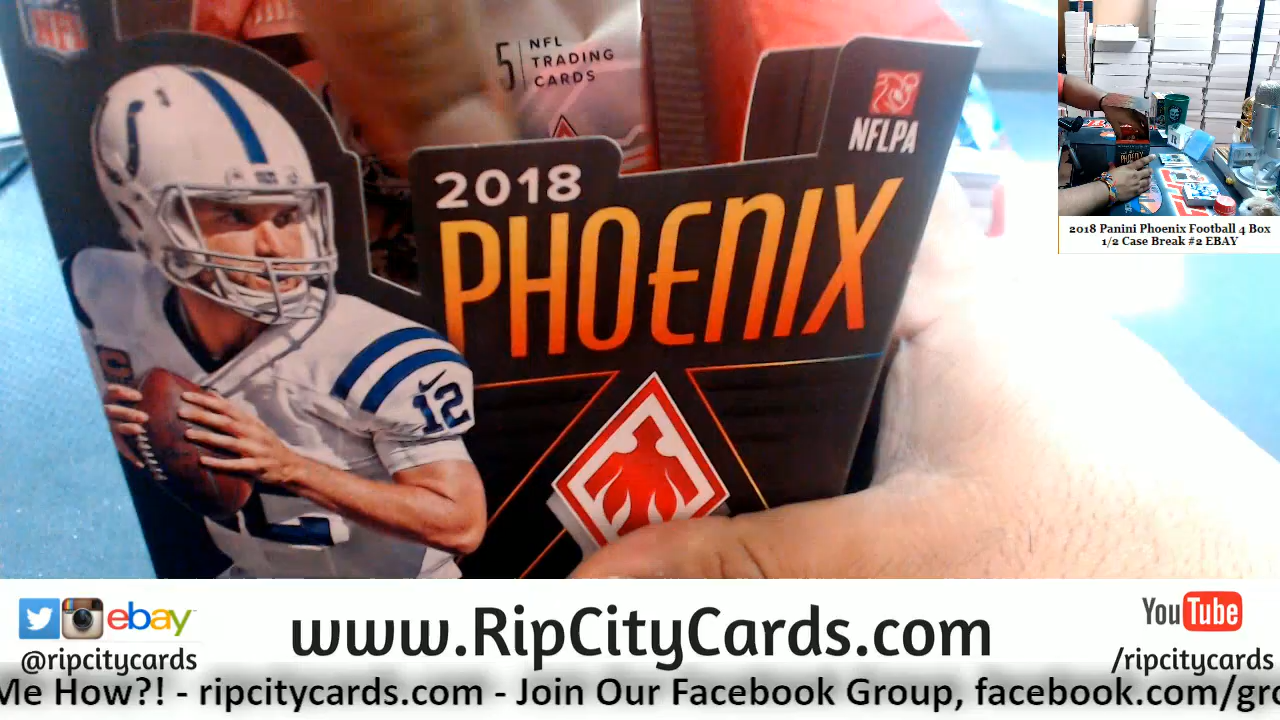 NFL
5 NFL
TRADING
CARDS
NFLPA
2018
PHOENIX
12
PHOENIX
2018 Panini Phoenix Football 4 Box
1/2 Case Break #2 EBAY
ebay
@ripcitycards
www.RipCityCards.com
YouTube
/ripcitycards
Me How?! - ripcitycards.com - Join Our Facebook Group, facebook.com/gro